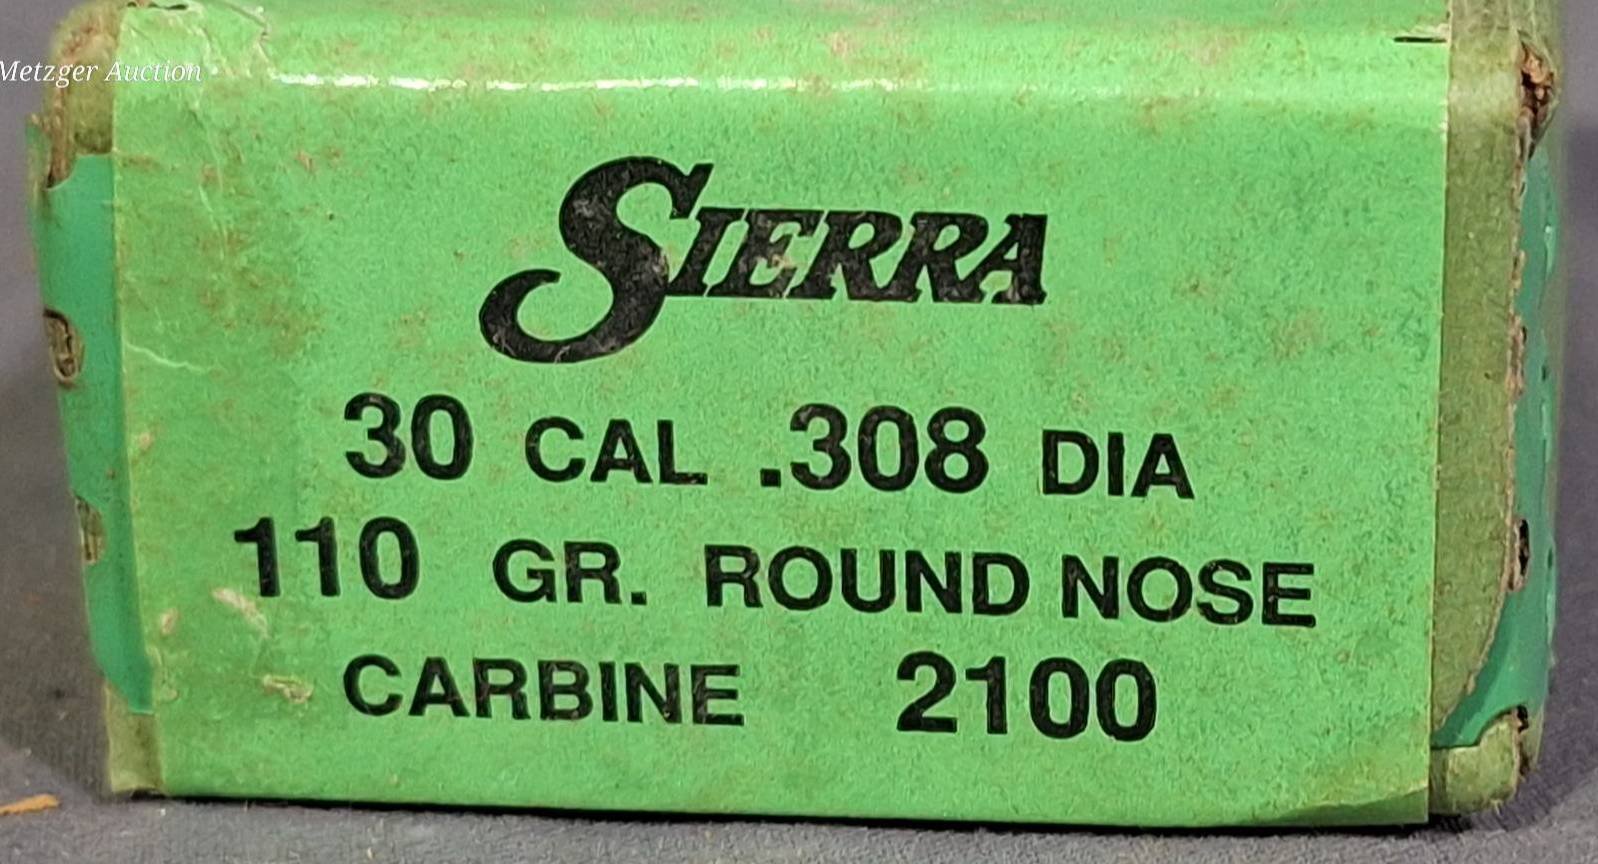 Metzger Auction
SIERRA
30 CAL .308 DIA
110 GR. ROUND NOSE
CARBINE 2100